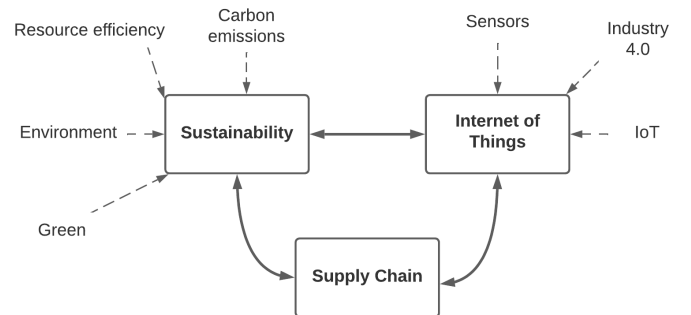 Resource efficiency
Carbon
emissions
Sensors
Industry
4.0
Environment
Sustainability
Internet of
Things
IoT
Green
Supply Chain